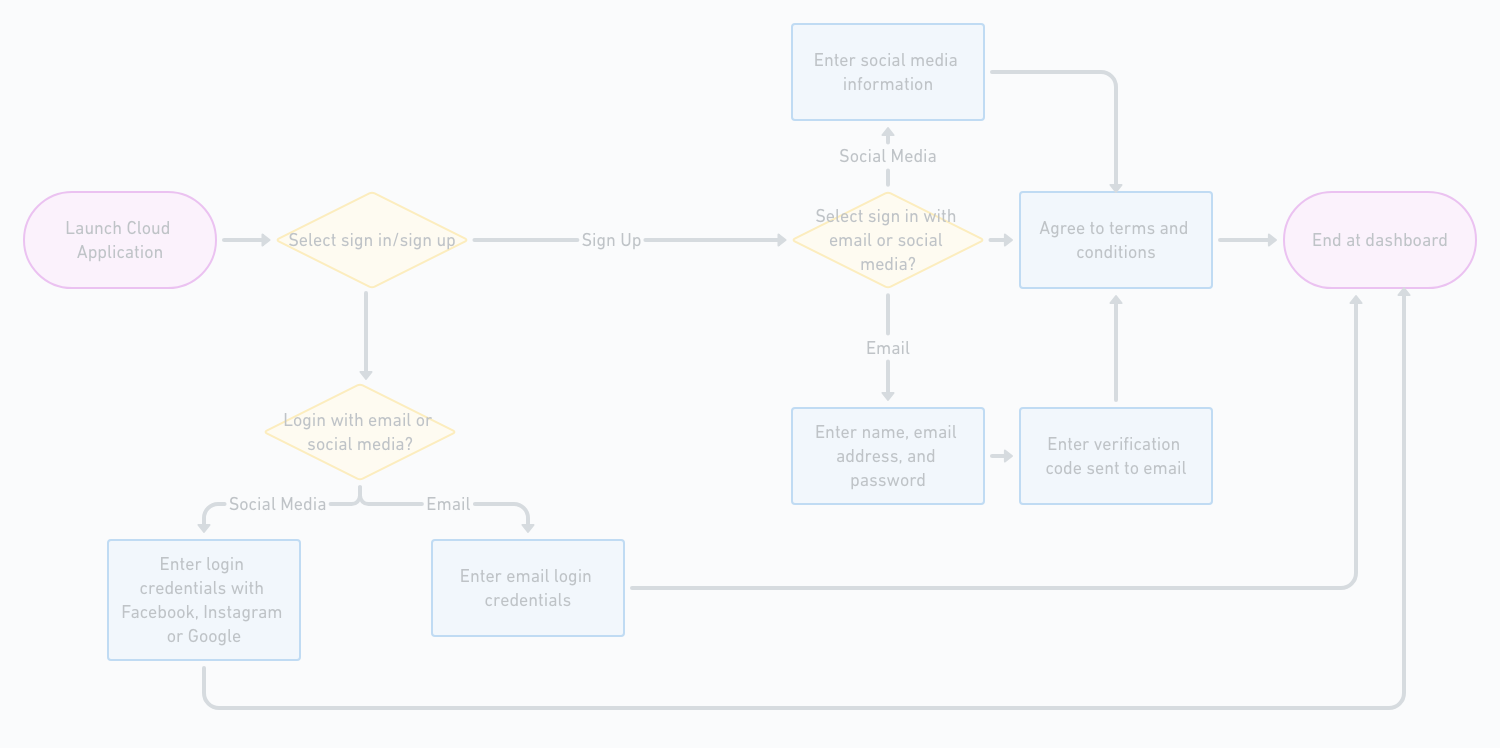 Enter social media
information
Social Media
Launch Cloud
Application
Select sign in/sign up
Sign Up
Select sign in with
email or social
media?
Agree to terms and
conditions
End at dashboard
Email
Login with email or
social media?
Enter name, email
address, and
password
Enter verification
code sent to email
Social Media
Email
Enter login
credentials with
Facebook, Instagram
or Google
Enter email login
credentials